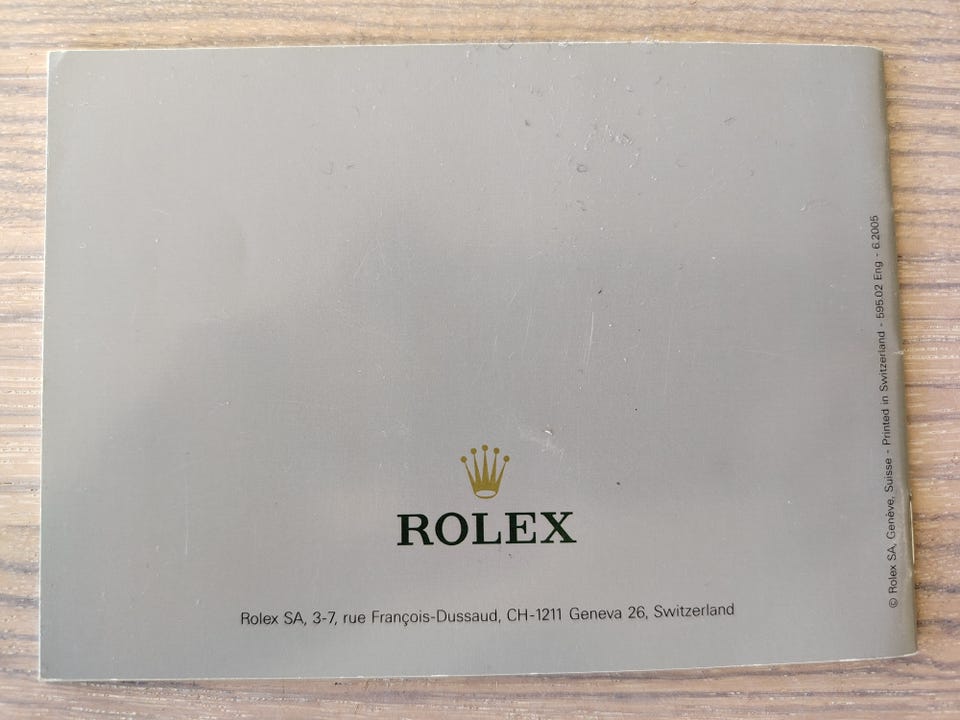 ROLEX
Rolex SA, 3-7, rue François-Dussaud, CH-1211 Geneva 26, Switzerland
© Rolex SA, Genève, Suisse - Printed in Switzerland - 595.02 Eng - 6.2005